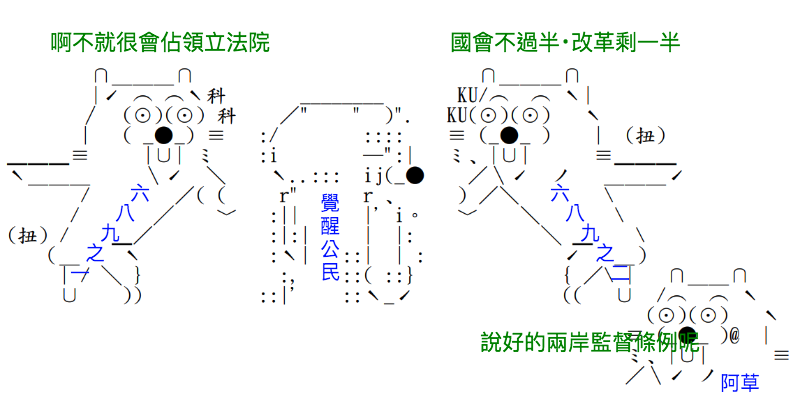 啊不就很會佔領立法院
國會不過半‧改革剩一半
科
科
KU
KU
(扭)
(扭)
六
八
九
之
一
覺
醒
公
民
六
八
九
之
二
說好的兩岸監督條例呢
阿草